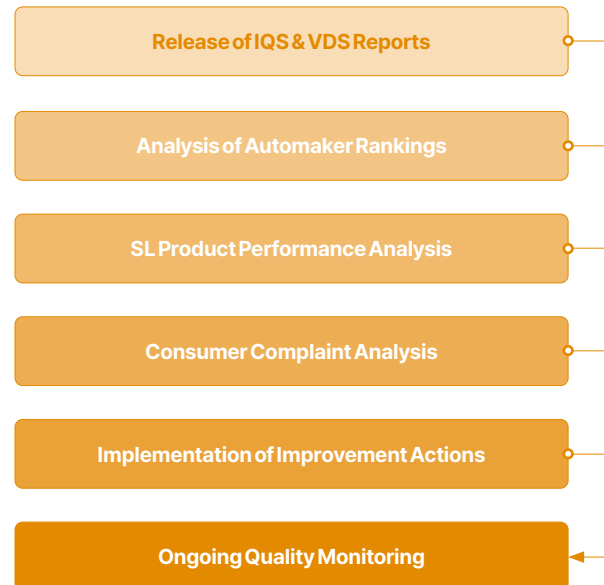 Release of IQS & VDS Reports
Analysis of Automaker Rankings
SL Product Performance Analysis
Consumer Complaint Analysis
Implementation of Improvement Actions
Ongoing Quality Monitoring